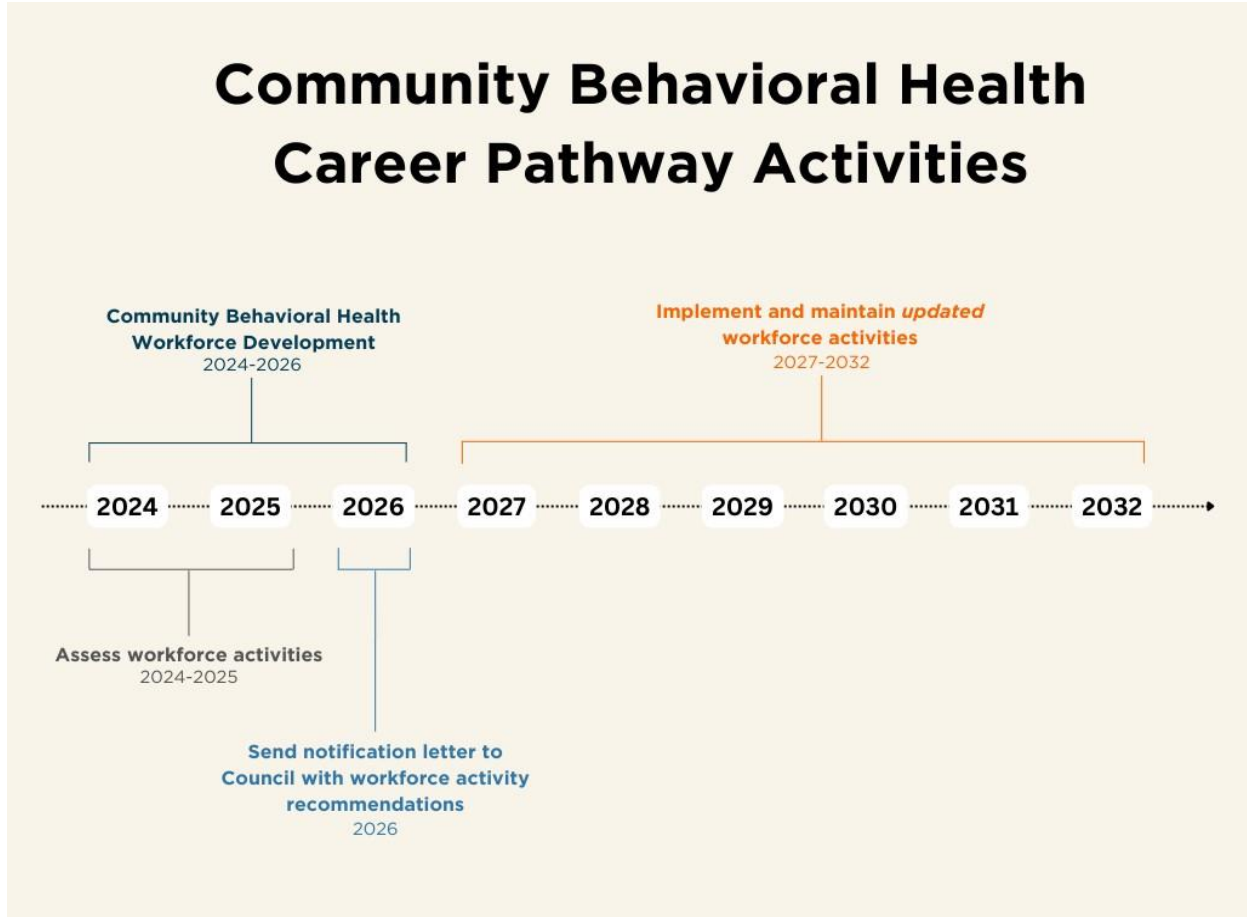 Community Behavioral Health
Career Pathway Activities
Community Behavioral Health
Workforce Development
2024-2026
Implement and maintain updated
workforce activities
2027-2032
2024 2025 2026 2027 2028 2029 2030 2031 2032
Assess workforce activities
2024-2025
Send notification letter to
Council with workforce activity
recommendations
2026